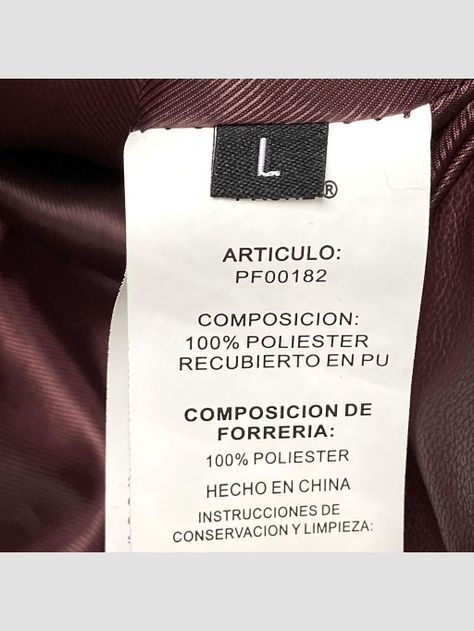 L
®
ARTICULO:
PF00182
COMPOSICION:
100% POLIESTER
RECUBIERTO EN PU
COMPOSICION DE
FORRERIA:
100% POLIESTER
HECHO EN CHINA
INSTRUCCIONES DE
CONSERVACION Y LIMPIEZA: